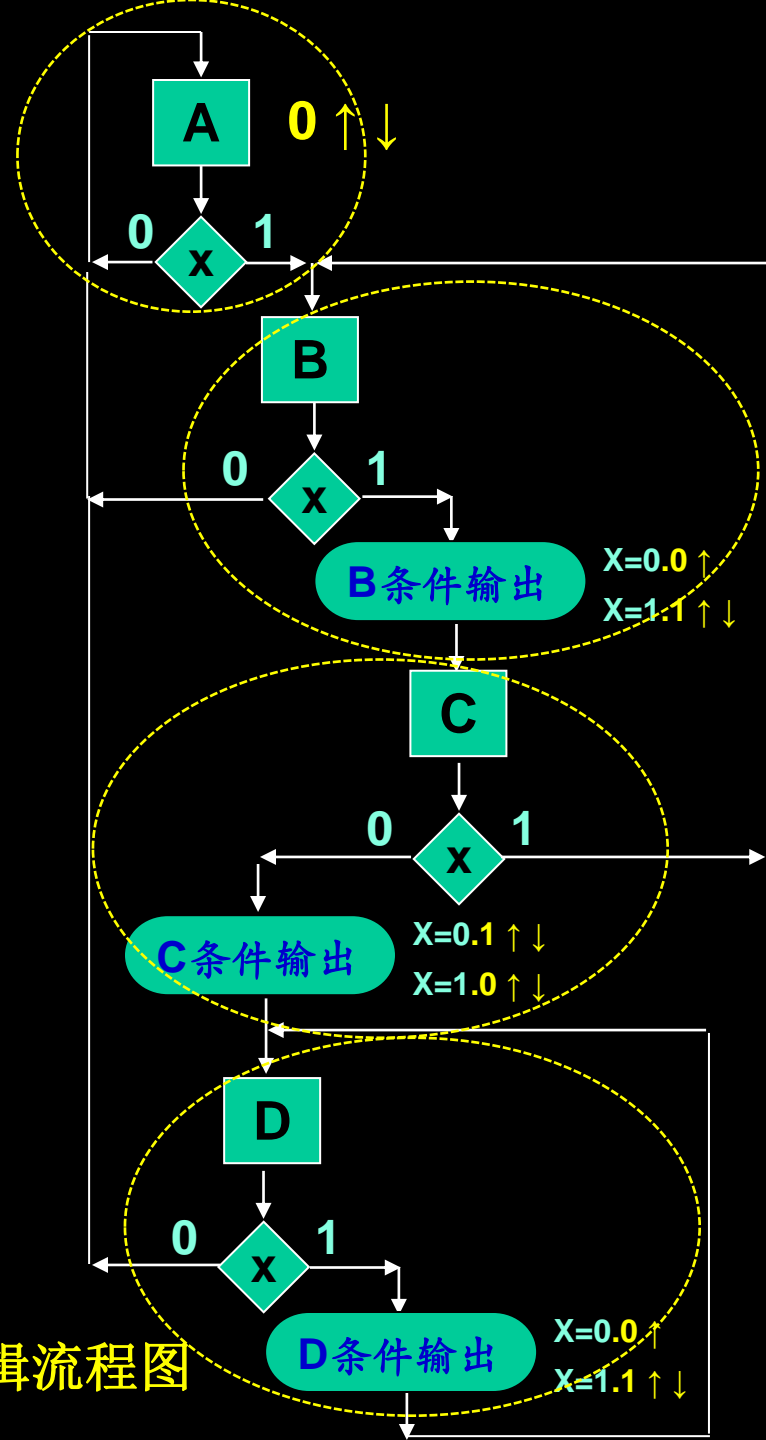 A
0 ↑↓
0
1
x
B
0
1
x
B条件输出
X=0.0 ↑
X=1.1 ↑↓
C
0
1
x
C条件输出
X=0.1 ↑↓
X=1.0 ↑↓
D
0
1
x
D条件输出
X=0.0 ↑
X=1.1 ↑↓
辑流程图